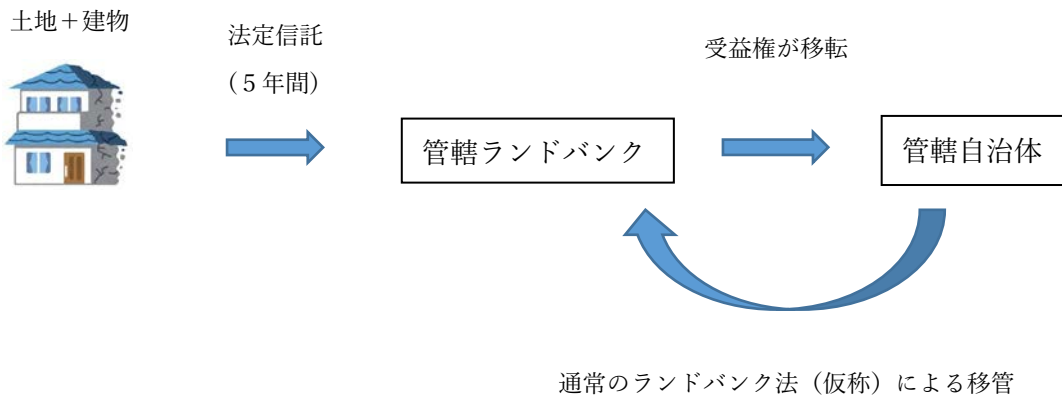 土地＋建物
法定信託
（５年間）
受益権が移転
管轄ランドバンク
管轄自治体
通常のランドバンク法（仮称）による移管